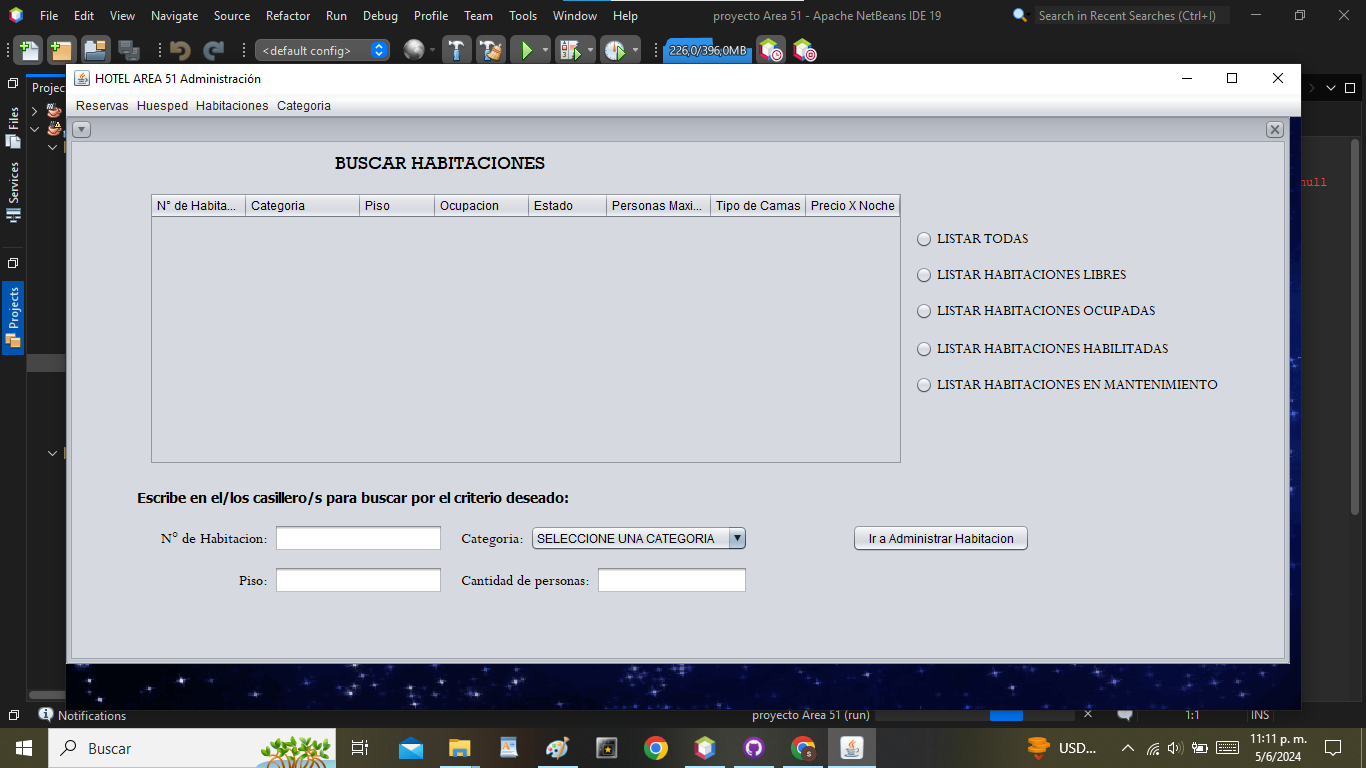 File Edit View Navigate Source Refactor Run Debug Profile Team Tools Window Help proyecto Area 51 - Apache NetBeans IDE 19 Search in Recent Searches (Ctrl+I)
<default config> 226,0/396,0MB
HOTEL AREA 51 Administración
Projec
Reservas Huesped Habitaciones Categoria
Files
Services
Projects
BUSCAR HABITACIONES
null
N° de Habita... Categoria Piso Ocupacion Estado Personas Maxi... Tipo de Camas Precio X Noche
LISTAR TODAS
LISTAR HABITACIONES LIBRES
LISTAR HABITACIONES OCUPADAS
LISTAR HABITACIONES HABILITADAS
LISTAR HABITACIONES EN MANTENIMIENTO
Escribe en el/los casillero/s para buscar por el criterio deseado:
N° de Habitacion: Categoria: SELECCIONE UNA CATEGORIA Ir a Administrar Habitacion
Piso: Cantidad de personas:
Notifications proyecto Area 51 (run) 1:1 INS
Buscar USD... 11:11 p. m.
5/6/2024